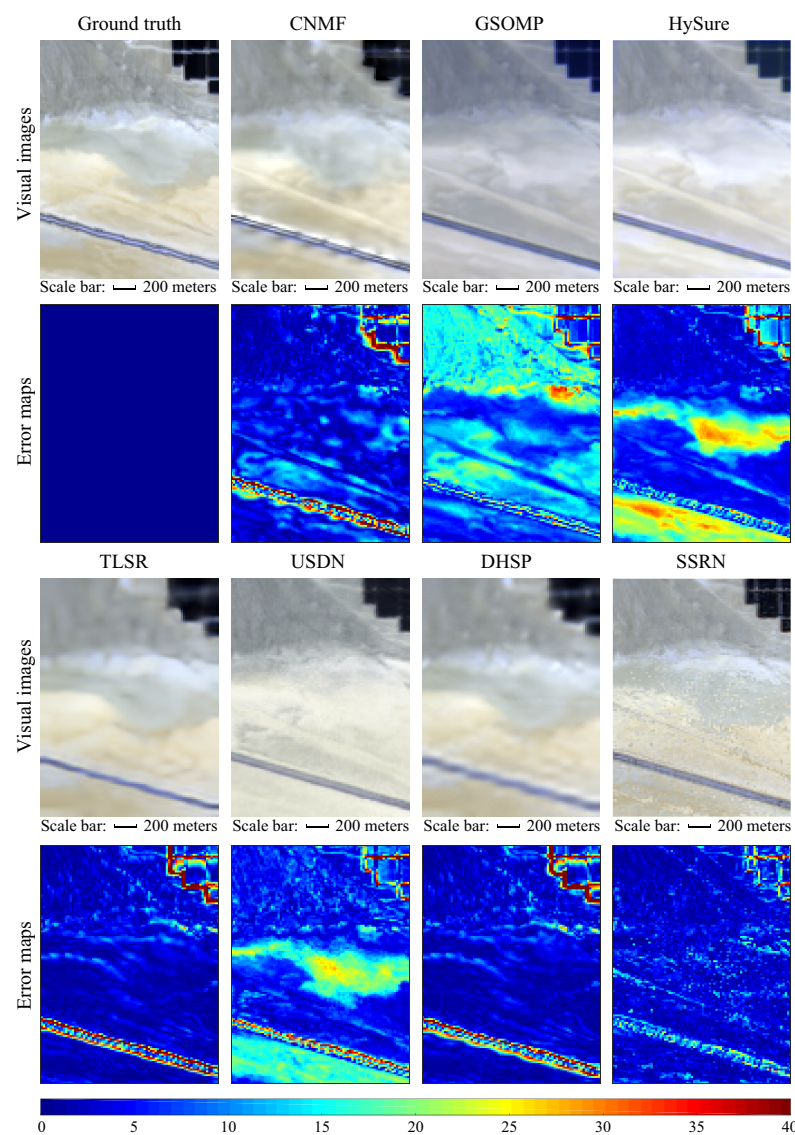 Ground truth CNMF GSOMP HySure
Visual images
Scale bar: 200 meters Scale bar: 200 meters Scale bar: 200 meters Scale bar: 200 meters
Error maps
TLSR USDN DHSP SSRN
Visual images
Scale bar: 200 meters Scale bar: 200 meters Scale bar: 200 meters Scale bar: 200 meters
Error maps
0 5 10 15 20 25 30 35 40